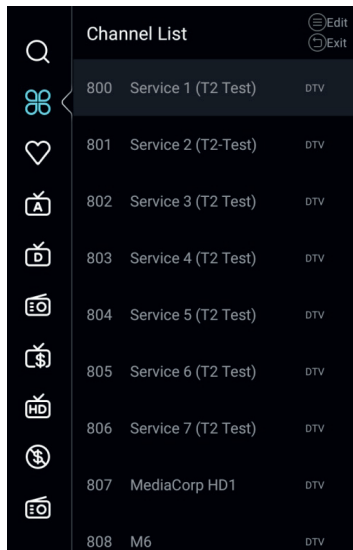 Channel List
Edit
Exit
800 Service 1 (T2 Test) DTV
801 Service 2 (T2-Test) DTV
A
802 Service 3 (T2 Test) DTV
D
803 Service 4 (T2 Test) DTV
804 Service 5 (T2 Test) DTV
$
805 Service 6 (T2 Test) DTV
HD
806 Service 7 (T2 Test) DTV
$
807 MediaCorp HD1 DTV
808 M6 DTV